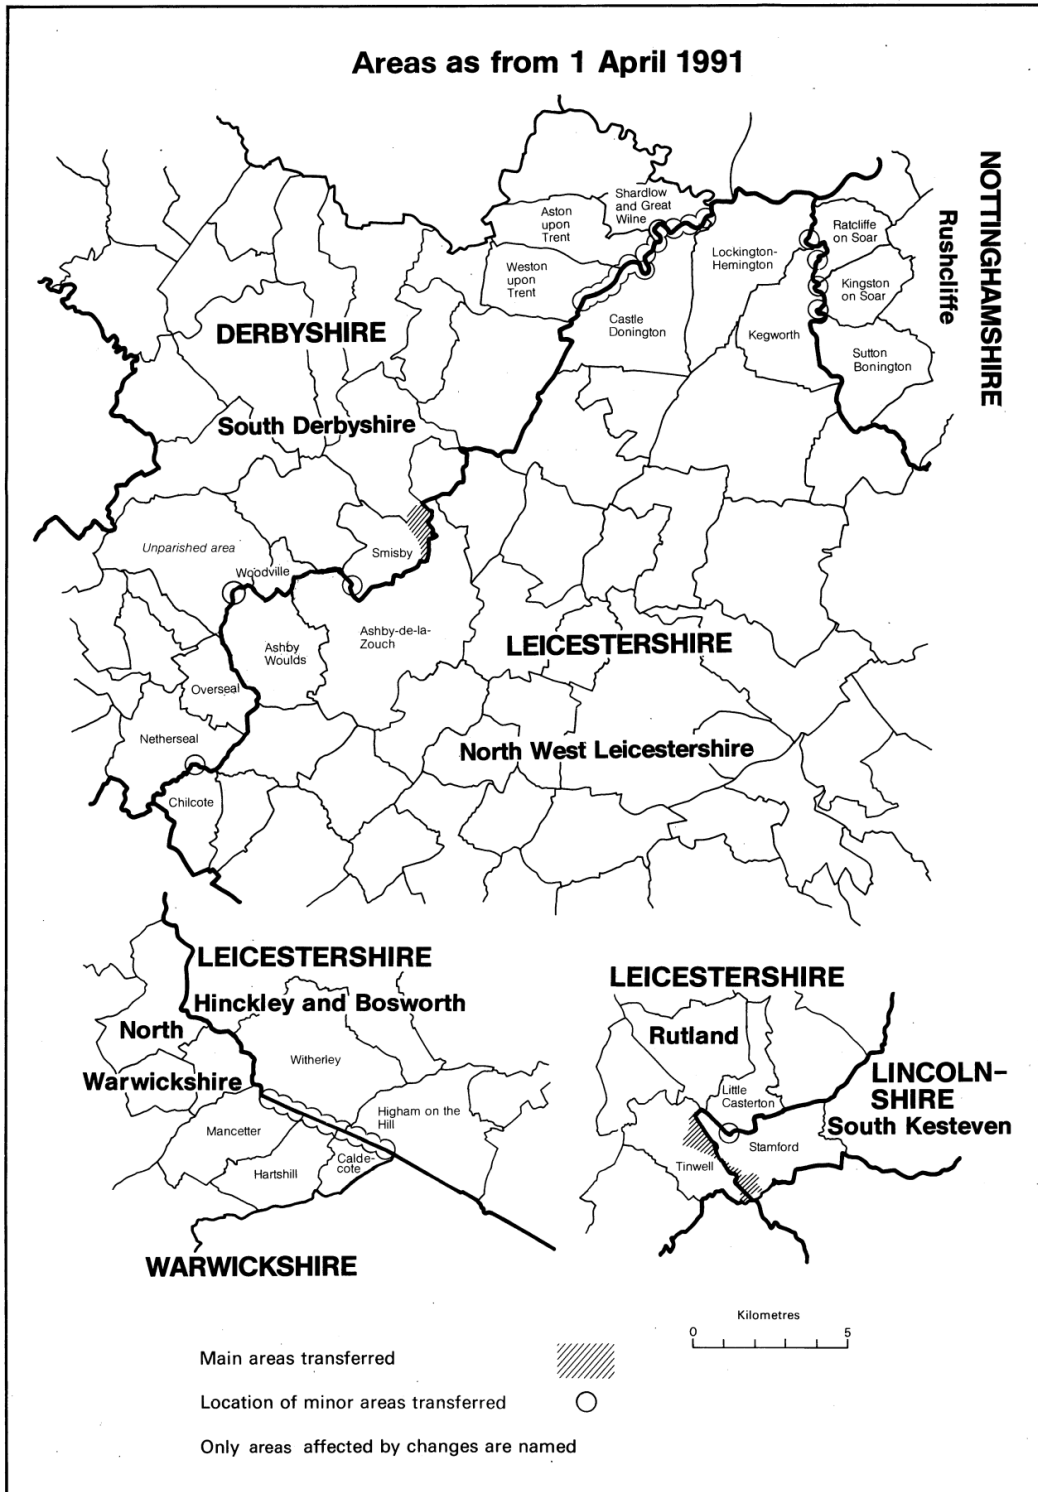 Areas as from 1 April 1991
NOTTINGHAMSHIRE
Rushcliffe
Shardlow
and Great
Wilne
Aston
upon
Trent
Weston
upon
Trent
Ratcliffe
on Soar
Lockington-
Hemington
Kingston
on Soar
Castle
Donington
Kegworth
Sutton
Bonington
DERBYSHIRE
South Derbyshire
Unparished area
Smisby
Woodville
Ashby-de-la-
Zouch
Ashby
Woulds
LEICESTERSHIRE
Overseal
Netherseal
North West Leicestershire
Chilcote
LEICESTERSHIRE
Hinckley and Bosworth
North
Warwickshire
Witherley
Higham on the
Hill
Mancetter
Calde-
cote
Hartshill
WARWICKSHIRE
LEICESTERSHIRE
Rutland
LINCOLN-
SHIRE
South Kesteven
Little
Casterton
Stamford
Tinwell
Kilometres
0 5
Main areas transferred
Location of minor areas transferred
Only areas affected by changes are named